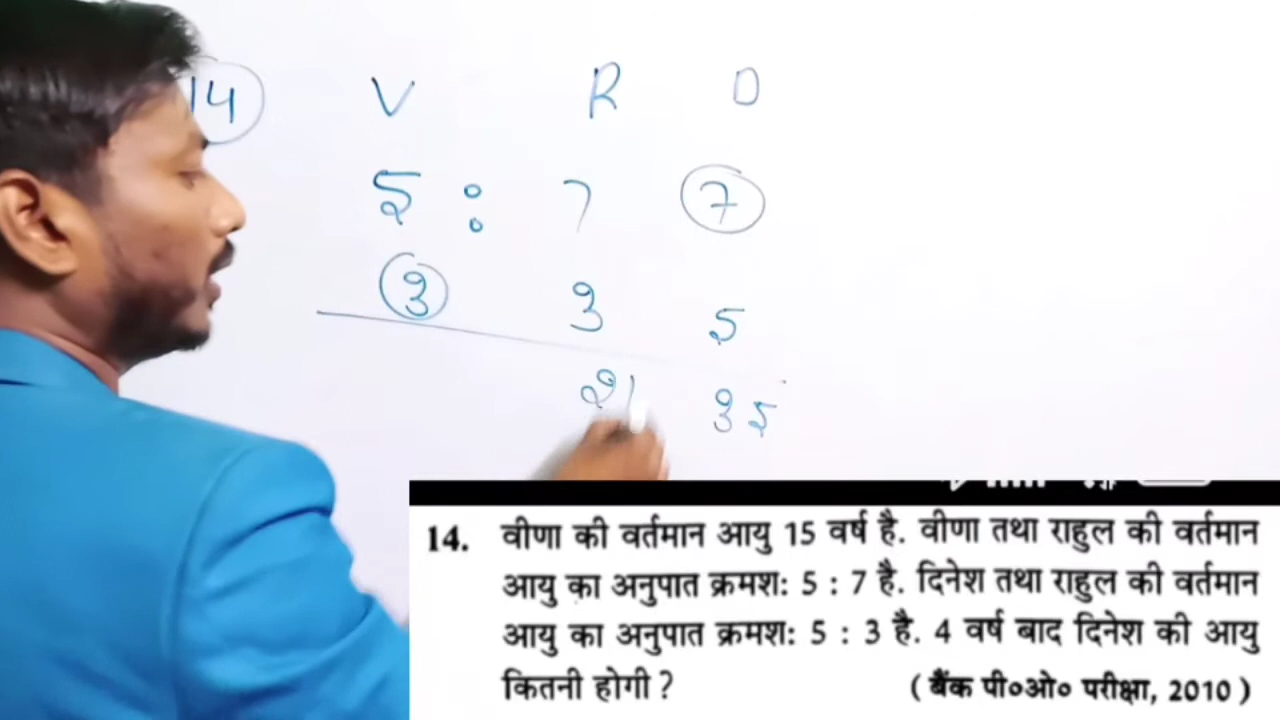 14 V R D
5 : 7 7
3 3 5
21 35
14. वीणा की वर्तमान आयु 15 वर्ष है. वीणा तथा राहुल की वर्तमान
आयु का अनुपात क्रमश: 5 : 7 है. दिनेश तथा राहुल की वर्तमान
आयु का अनुपात क्रमश: 5 : 3 है. 4 वर्ष बाद दिनेश की आयु
कितनी होगी ? ( बैंक पी०ओ० परीक्षा, 2010 )